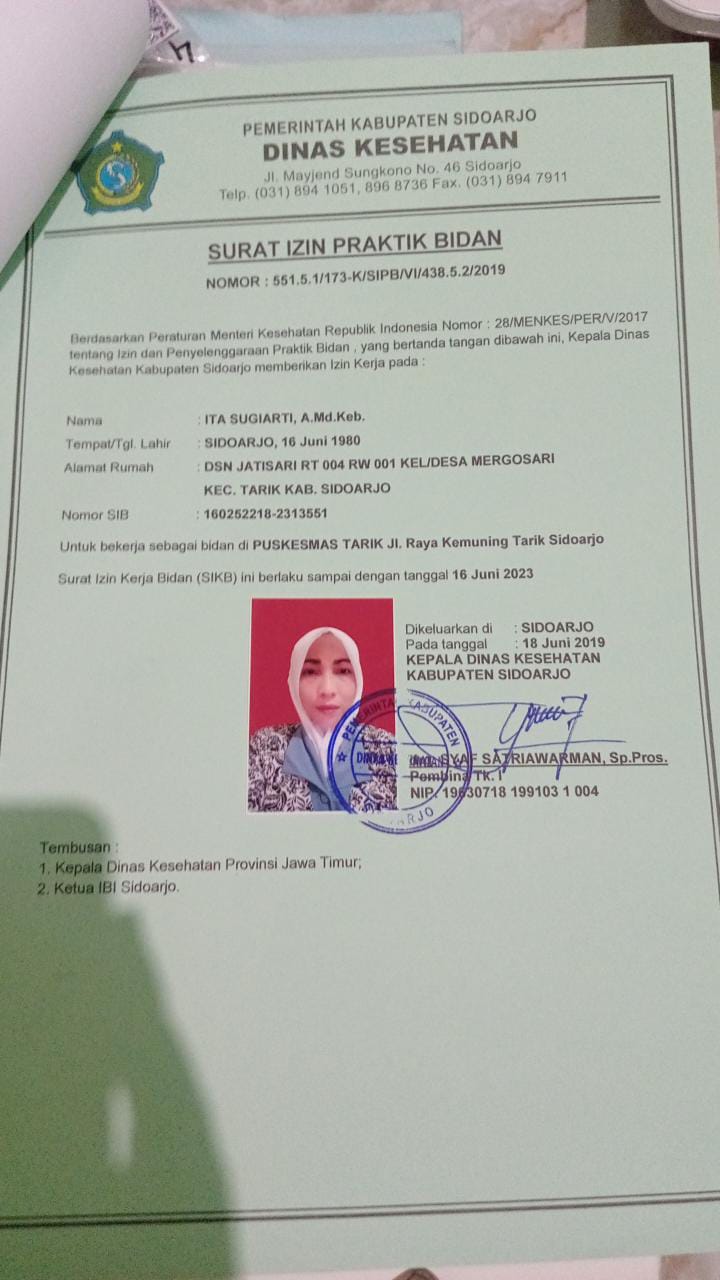 PEMERINTAH KABUPATEN SIDOARJO
DINAS KESEHATAN
Jl. Mayjend Sungkono No. 46 Sidoarjo
Telp. (031) 894 1051, 896 8736 Fax. (031) 894 7911
SURAT IZIN PRAKTIK BIDAN
NOMOR : 551.5.1/173-K/SIPB/VI/438.5.2/2019
Berdasarkan Peraturan Menteri Kesehatan Republik Indonesia Nomor : 28/MENKES/PER/V/2017
tentang Izin dan Penyelenggaraan Praktik Bidan , yang bertanda tangan dibawah ini, Kepala Dinas
Kesehatan Kabupaten Sidoarjo memberikan Izin Kerja pada :
Nama : ITA SUGIARTI, A.Md.Keb.
Tempat/Tgl. Lahir : SIDOARJO, 16 Juni 1980
Alamat Rumah : DSN JATISARI RT 004 RW 001 KEL/DESA MERGOSARI
KEC. TARIK KAB. SIDOARJO
Nomor SIB : 160252218-2313551
Untuk bekerja sebagai bidan di PUSKESMAS TARIK Jl. Raya Kemuning Tarik Sidoarjo
Surat Izin Kerja Bidan (SIKB) ini berlaku sampai dengan tanggal 16 Juni 2023
Dikeluarkan di : SIDOARJO
Pada tanggal : 18 Juni 2019
KEPALA DINAS KESEHATAN
KABUPATEN SIDOARJO
PEMERINTAH KABUPATEN
SATRIAWARMAN, Sp.Pros.
Pembina Tk. I
NIP. 19630718 199103 1 004
Tembusan :
1. Kepala Dinas Kesehatan Provinsi Jawa Timur;
2. Ketua IBI Sidoarjo.